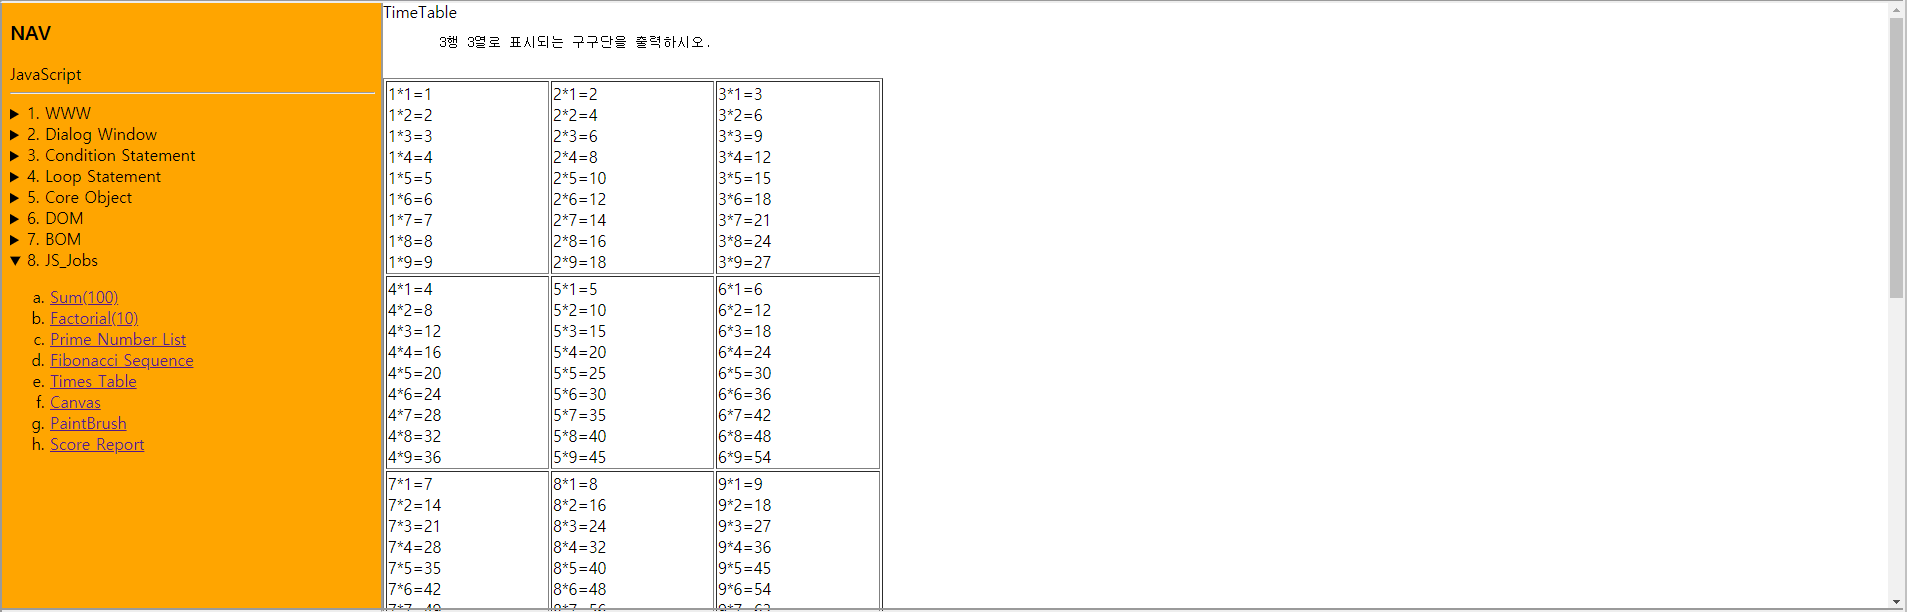 NAV
JavaScript
1. WWW
2. Dialog Window
3. Condition Statement
4. Loop Statement
5. Core Object
6. DOM
7. BOM
8. JS_Jobs
a. Sum(100)
b. Factorial(10)
c. Prime Number List
d. Fibonacci Sequence
e. Times Table
f. Canvas
g. PaintBrush
h. Score Report
TimeTable
3행 3열로 표시되는 구구단을 출력하시오.
1*1=1 2*1=2 3*1=3
1*2=2 2*2=4 3*2=6
1*3=3 2*3=6 3*3=9
1*4=4 2*4=8 3*4=12
1*5=5 2*5=10 3*5=15
1*6=6 2*6=12 3*6=18
1*7=7 2*7=14 3*7=21
1*8=8 2*8=16 3*8=24
1*9=9 2*9=18 3*9=27
4*1=4 5*1=5 6*1=6
4*2=8 5*2=10 6*2=12
4*3=12 5*3=15 6*3=18
4*4=16 5*4=20 6*4=24
4*5=20 5*5=25 6*5=30
4*6=24 5*6=30 6*6=36
4*7=28 5*7=35 6*7=42
4*8=32 5*8=40 6*8=48
4*9=36 5*9=45 6*9=54
7*1=7 8*1=8 9*1=9
7*2=14 8*2=16 9*2=18
7*3=21 8*3=24 9*3=27
7*4=28 8*4=32 9*4=36
7*5=35 8*5=40 9*5=45
7*6=42 8*6=48 9*6=54
7*7=49 8*7=56 9*7=63